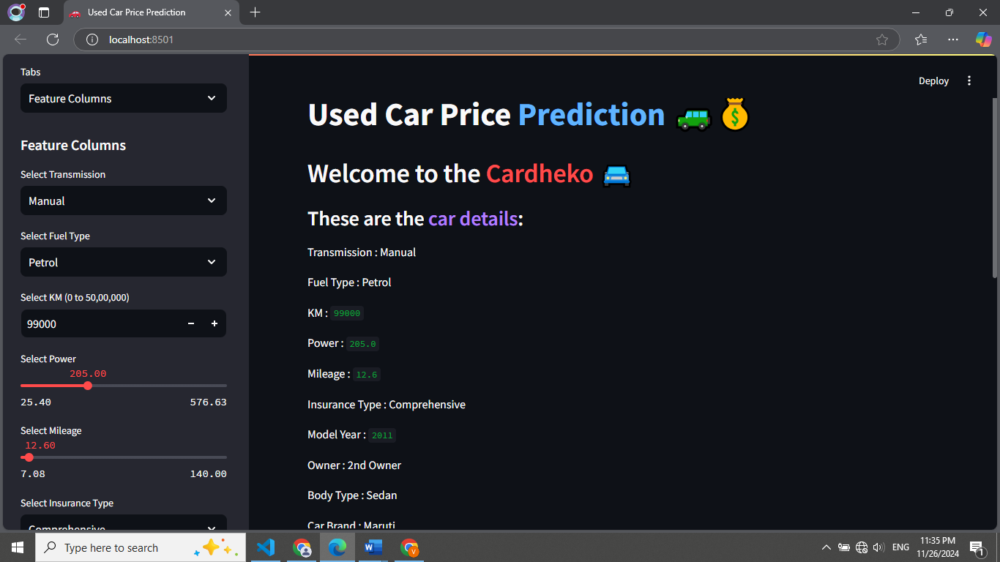 Used Car Price Prediction
localhost:8501
Tabs
Feature Columns
Feature Columns
Select Transmission
Manual
Select Fuel Type
Petrol
Select KM (0 to 50,00,000)
99000
Select Power
205.00
25.40 576.63
Select Mileage
12.60
7.08 140.00
Select Insurance Type
Comprehensive
Deploy
Used Car Price Prediction
Welcome to the Cardheko
These are the car details:
Transmission : Manual
Fuel Type : Petrol
KM : 99000
Power : 205.0
Mileage : 12.6
Insurance Type : Comprehensive
Model Year : 2011
Owner : 2nd Owner
Body Type : Sedan
Car Brand : Maruti
Type here to search
V
ENG
11:35 PM
11/26/2024
1